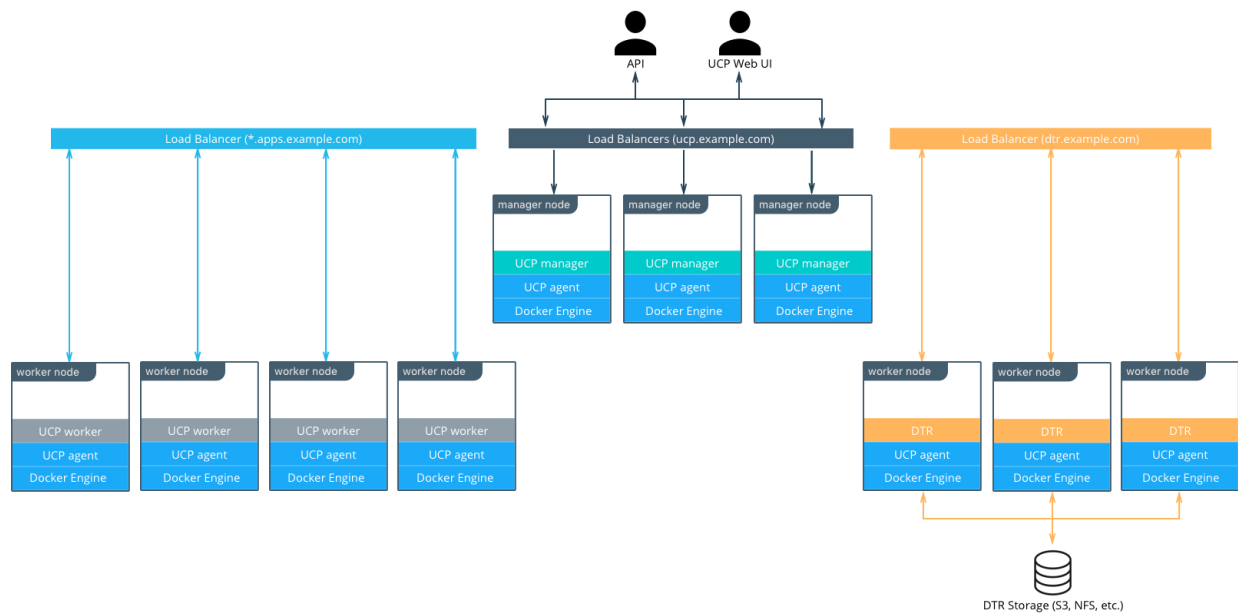 API
UCP Web UI
Load Balancer (*.apps.example.com)
Load Balancers (ucp.example.com)
Load Balancer (dtr.example.com)
manager node
manager node
manager node
UCP manager
UCP manager
UCP manager
UCP agent
UCP agent
UCP agent
Docker Engine
Docker Engine
Docker Engine
worker node
worker node
worker node
worker node
worker node
worker node
worker node
UCP worker
UCP worker
UCP worker
UCP worker
DTR
DTR
DTR
UCP agent
UCP agent
UCP agent
UCP agent
UCP agent
UCP agent
UCP agent
Docker Engine
Docker Engine
Docker Engine
Docker Engine
Docker Engine
Docker Engine
Docker Engine
DTR Storage (S3, NFS, etc.)